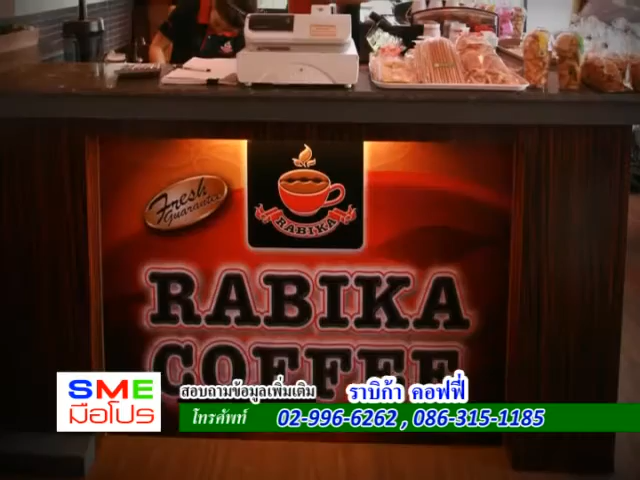 Fresh
Guarantee
RABIKA
RABIKA
COFFEE
SME
มือโปร
สอบถามข้อมูลเพิ่มเติม ราบิก้า คอฟฟี่
โทรศัพท์ 02-996-6262 , 086-315-1185